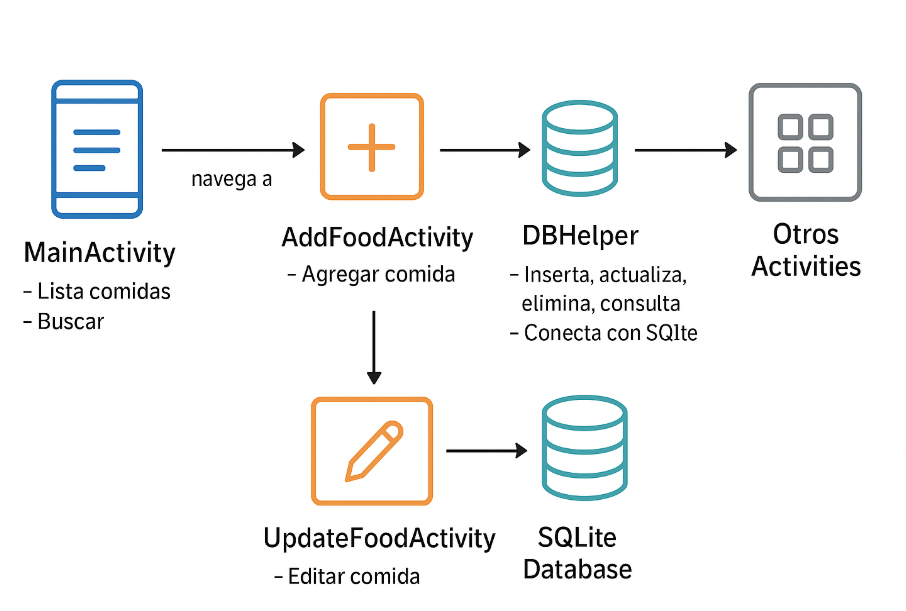 navega a
MainActivity
– Lista comidas
– Buscar
AddFoodActivity
– Agregar comida
DBHelper
– Inserta, actualiza,
elimina, consulta
– Conecta con SQlte
Otros
Activities
UpdateFoodActivity
– Editar comida
SQLite
Database